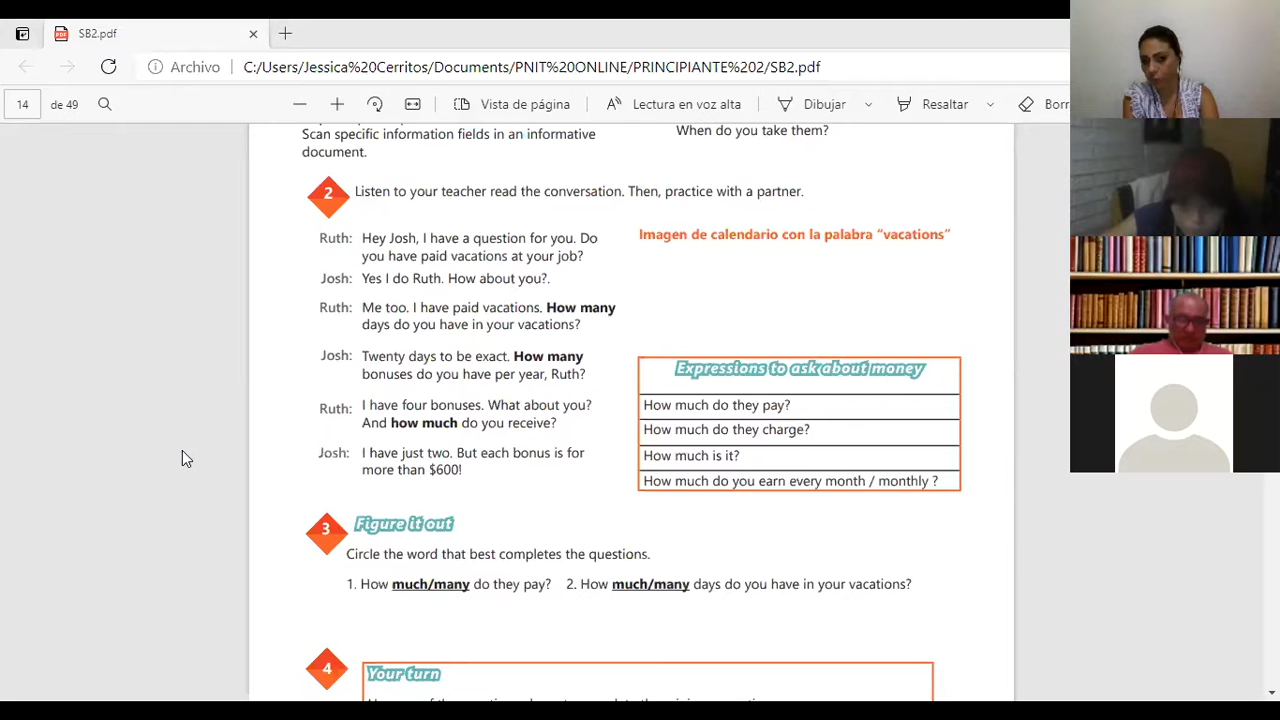 SB2.pdf
Archivo
C:/Users/Jessica%20Cerritos/Documents/PNIT%20ONLINE/PRINCIPIANTE%202/SB2.pdf
14 de 49
Vista de página
Lectura en voz alta
Dibujar
Resaltar
Borr
Scan specific information fields in an informative
document.
When do you take them?
2 Listen to your teacher read the conversation. Then, practice with a partner.
Ruth: Hey Josh, I have a question for you. Do
you have paid vacations at your job?
Josh: Yes I do Ruth. How about you?.
Ruth: Me too. I have paid vacations. How many
days do you have in your vacations?
Josh: Twenty days to be exact. How many
bonuses do you have per year, Ruth?
Ruth: I have four bonuses. What about you?
And how much do you receive?
Josh: I have just two. But each bonus is for
more than $600!
Imagen de calendario con la palabra “vacations”
Expressions to ask about money
How much do they pay?
How much do they charge?
How much is it?
How much do you earn every month / monthly ?
3 Figure it out
Circle the word that best completes the questions.
1. How much/many do they pay? 2. How much/many days do you have in your vacations?
4 Your turn